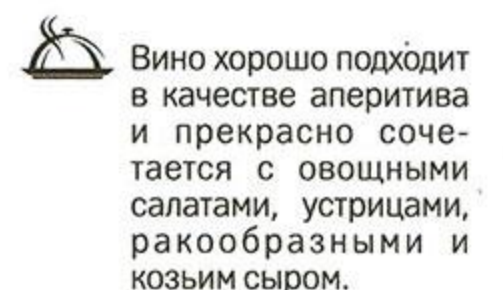 Вино хорошо подходит
в качестве аперитива
и прекрасно соче-
тается с овощными
салатами, устрицами,
ракообразными и
козьим сыром.